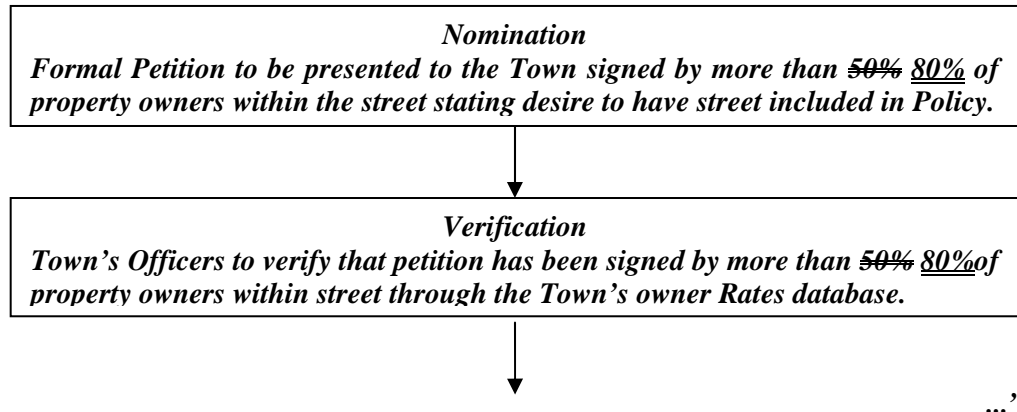 Nomination
Formal Petition to be presented to the Town signed by more than 50% 80% of
property owners within the street stating desire to have street included in Policy.
Verification
Town’s Officers to verify that petition has been signed by more than 50% 80%of
property owners within street through the Town’s owner Rates database.
...’